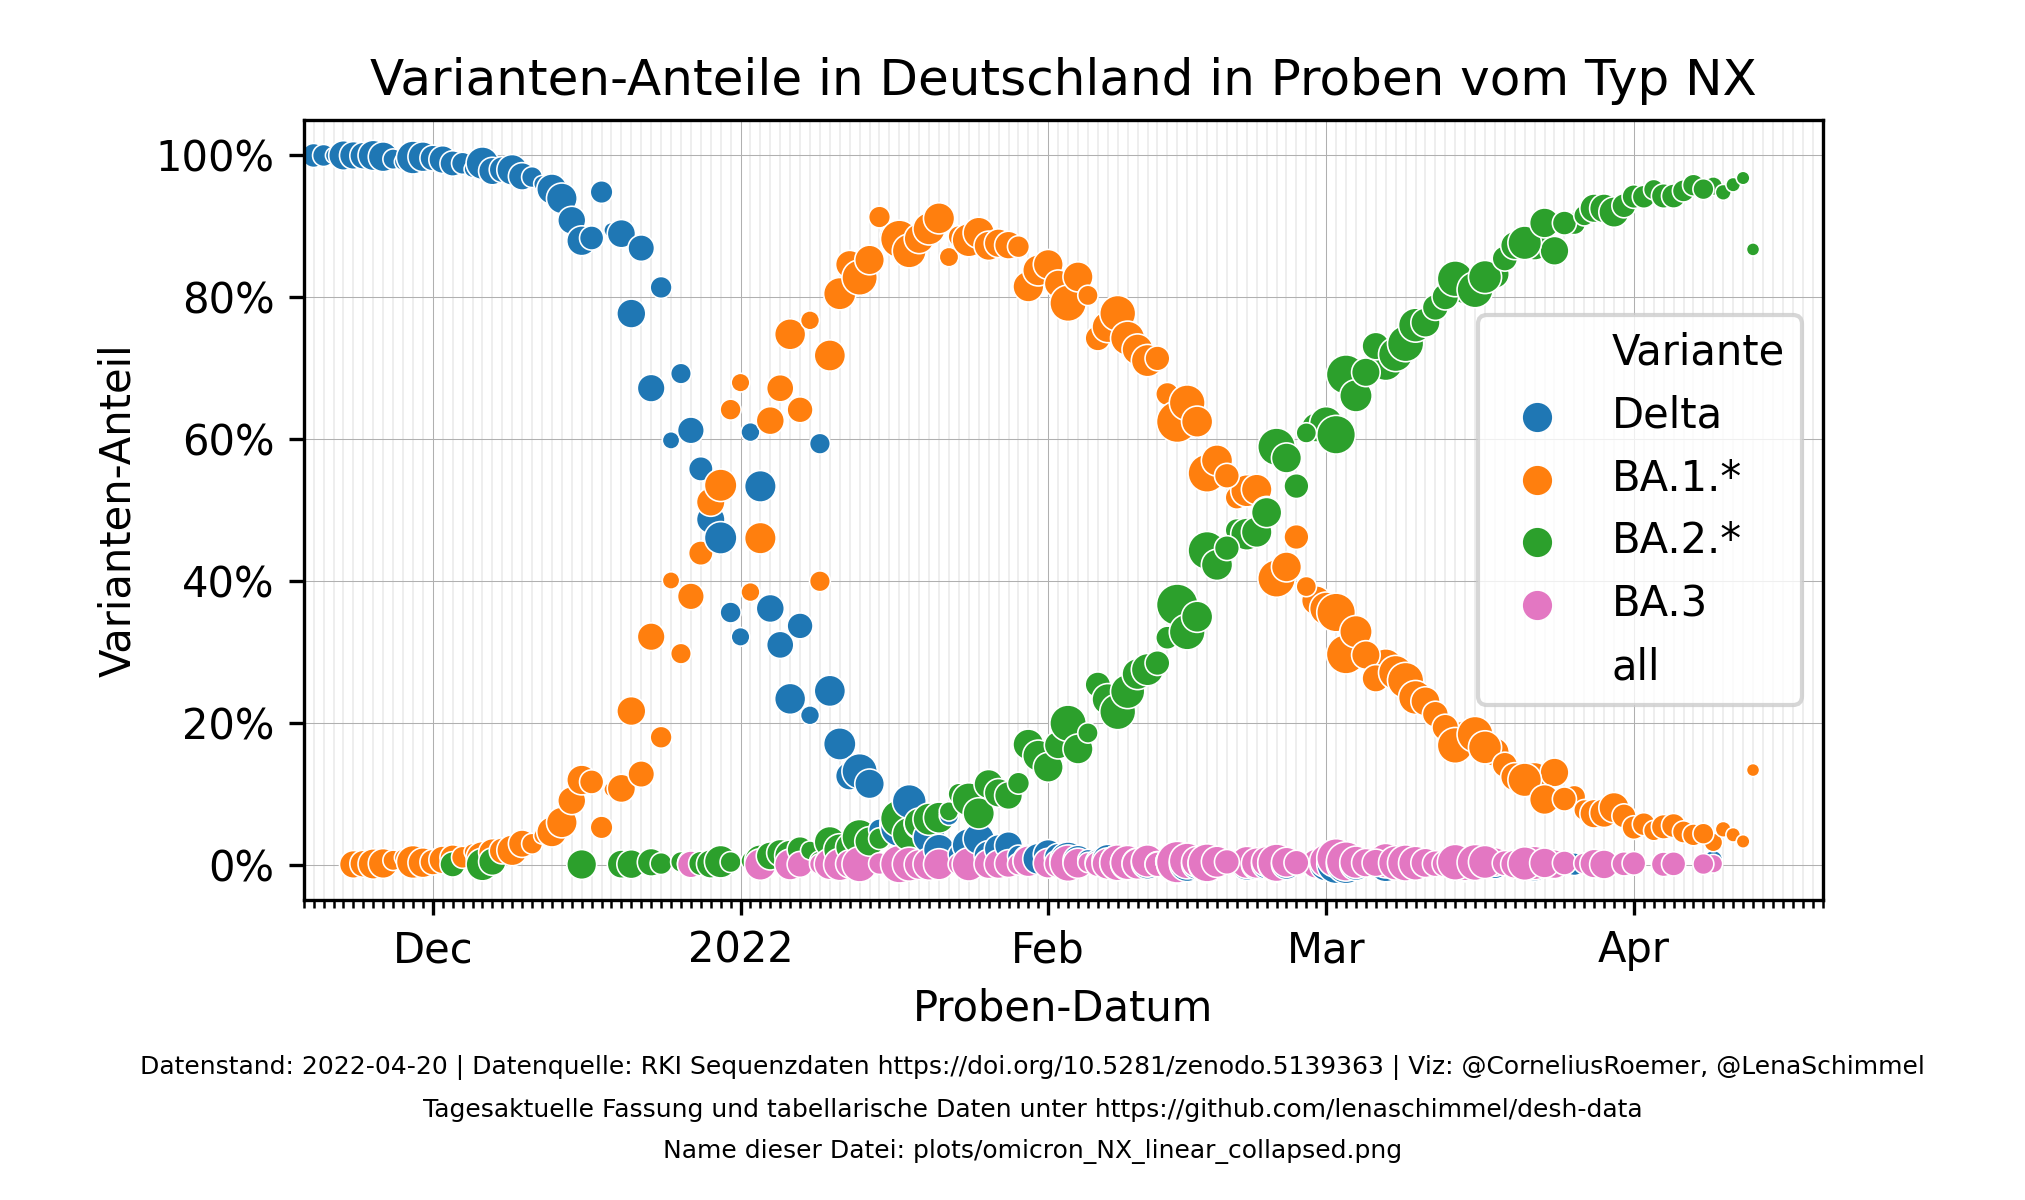 Varianten-Anteile in Deutschland in Proben vom Typ NX
100%
80%
60%
40%
20%
0%
Varianten-Anteil
Variante
Delta
BA.1.*
BA.2.*
BA.3
all
Dec
2022
Feb
Mar
Apr
Proben-Datum
Datenstand: 2022-04-20 | Datenquelle: RKI Sequenzdaten https://doi.org/10.5281/zenodo.5139363 | Viz: @CorneliusRoemer, @LenaSchimmel
Tagesaktuelle Fassung und tabellarische Daten unter https://github.com/lenaschimmel/desh-data
Name dieser Datei: plots/omicron_NX_linear_collapsed.png